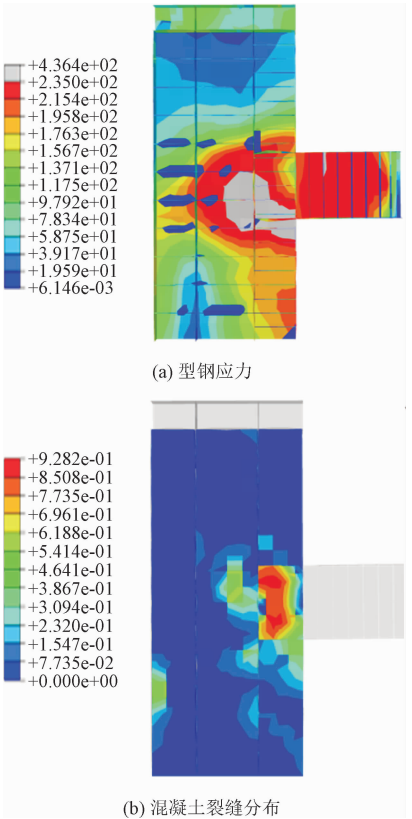 +4.364e+02
+2.350e+02
+2.154e+02
+1.958e+02
+1.763e+02
+1.567e+02
+1.371e+02
+1.175e+02
+9.792e+01
+7.834e+01
+5.875e+01
+3.917e+01
+1.959e+01
+6.146e-03
(a) 型钢应力
+9.282e-01
+8.508e-01
+7.735e-01
+6.961e-01
+6.188e-01
+5.414e-01
+4.641e-01
+3.867e-01
+3.094e-01
+2.320e-01
+1.547e-01
+7.735e-02
+0.000e+00
(b) 混凝土裂缝分布